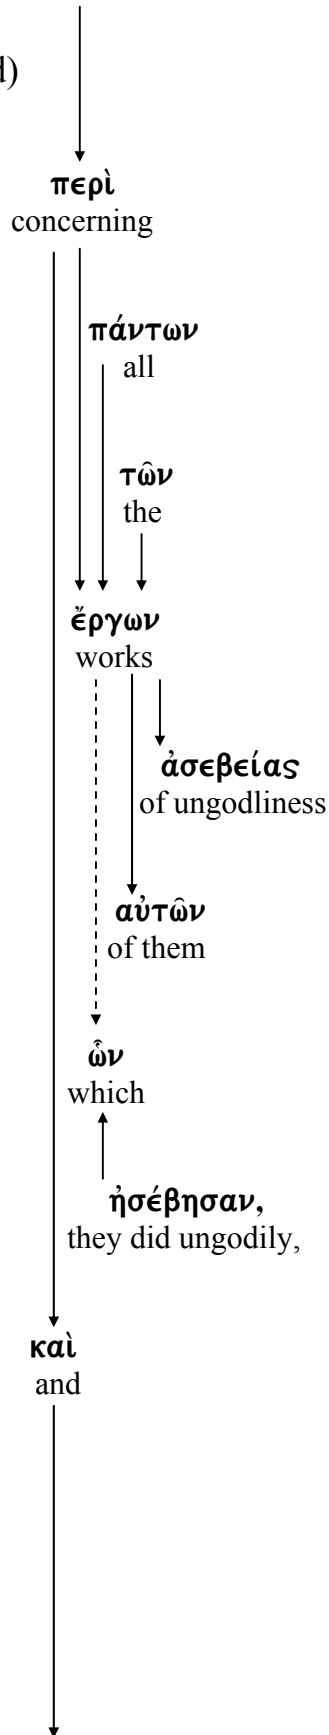 d)
περὶ
concerning
πάντων
all
τῶν
the
ἔργων
works
ἀσεβείας
of ungodliness
αὐτῶν
of them
ὧν
which
ἠσέβησαν,
they did ungodily,
καὶ
and